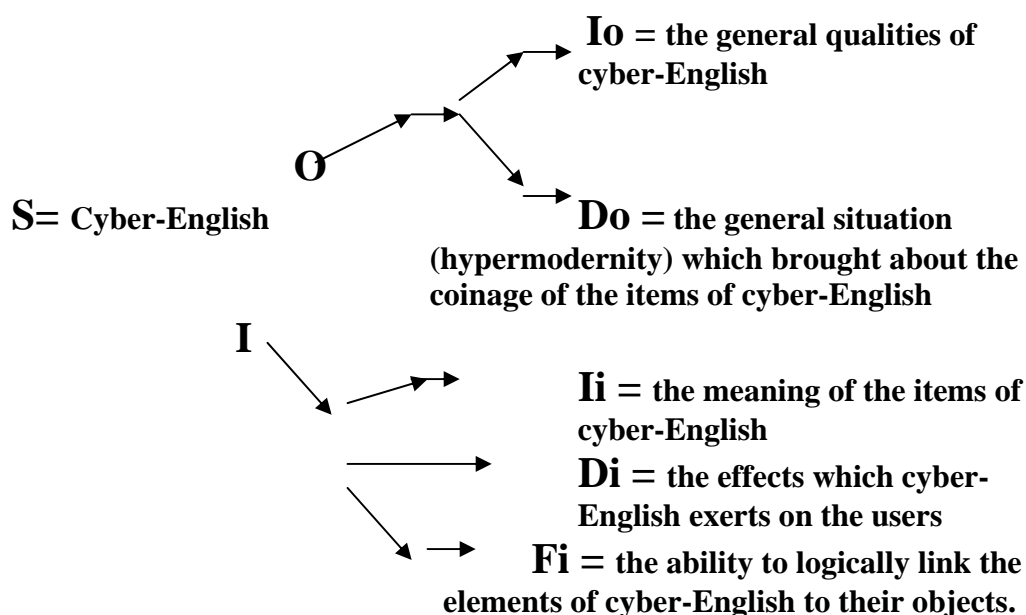 Io = the general qualities of
cyber-English
O
S= Cyber-English
Do = the general situation
(hypermodernity) which brought about the
coinage of the items of cyber-English
I
Ii = the meaning of the items of
cyber-English
Di = the effects which cyber-
English exerts on the users
Fi = the ability to logically link the
elements of cyber-English to their objects.